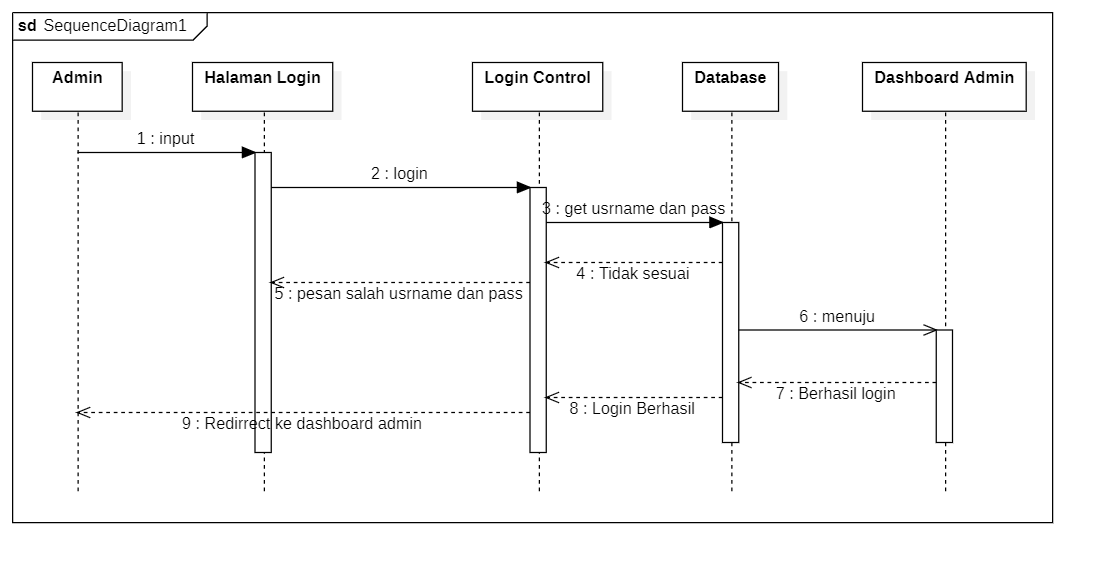 sd SequenceDiagram1
Admin
Halaman Login
Login Control
Database
Dashboard Admin
1 : input
2 : login
3 : get usrname dan pass
4 : Tidak sesuai
5 : pesan salah usrname dan pass
6 : menuju
7 : Berhasil login
8 : Login Berhasil
9 : Redirrect ke dashboard admin